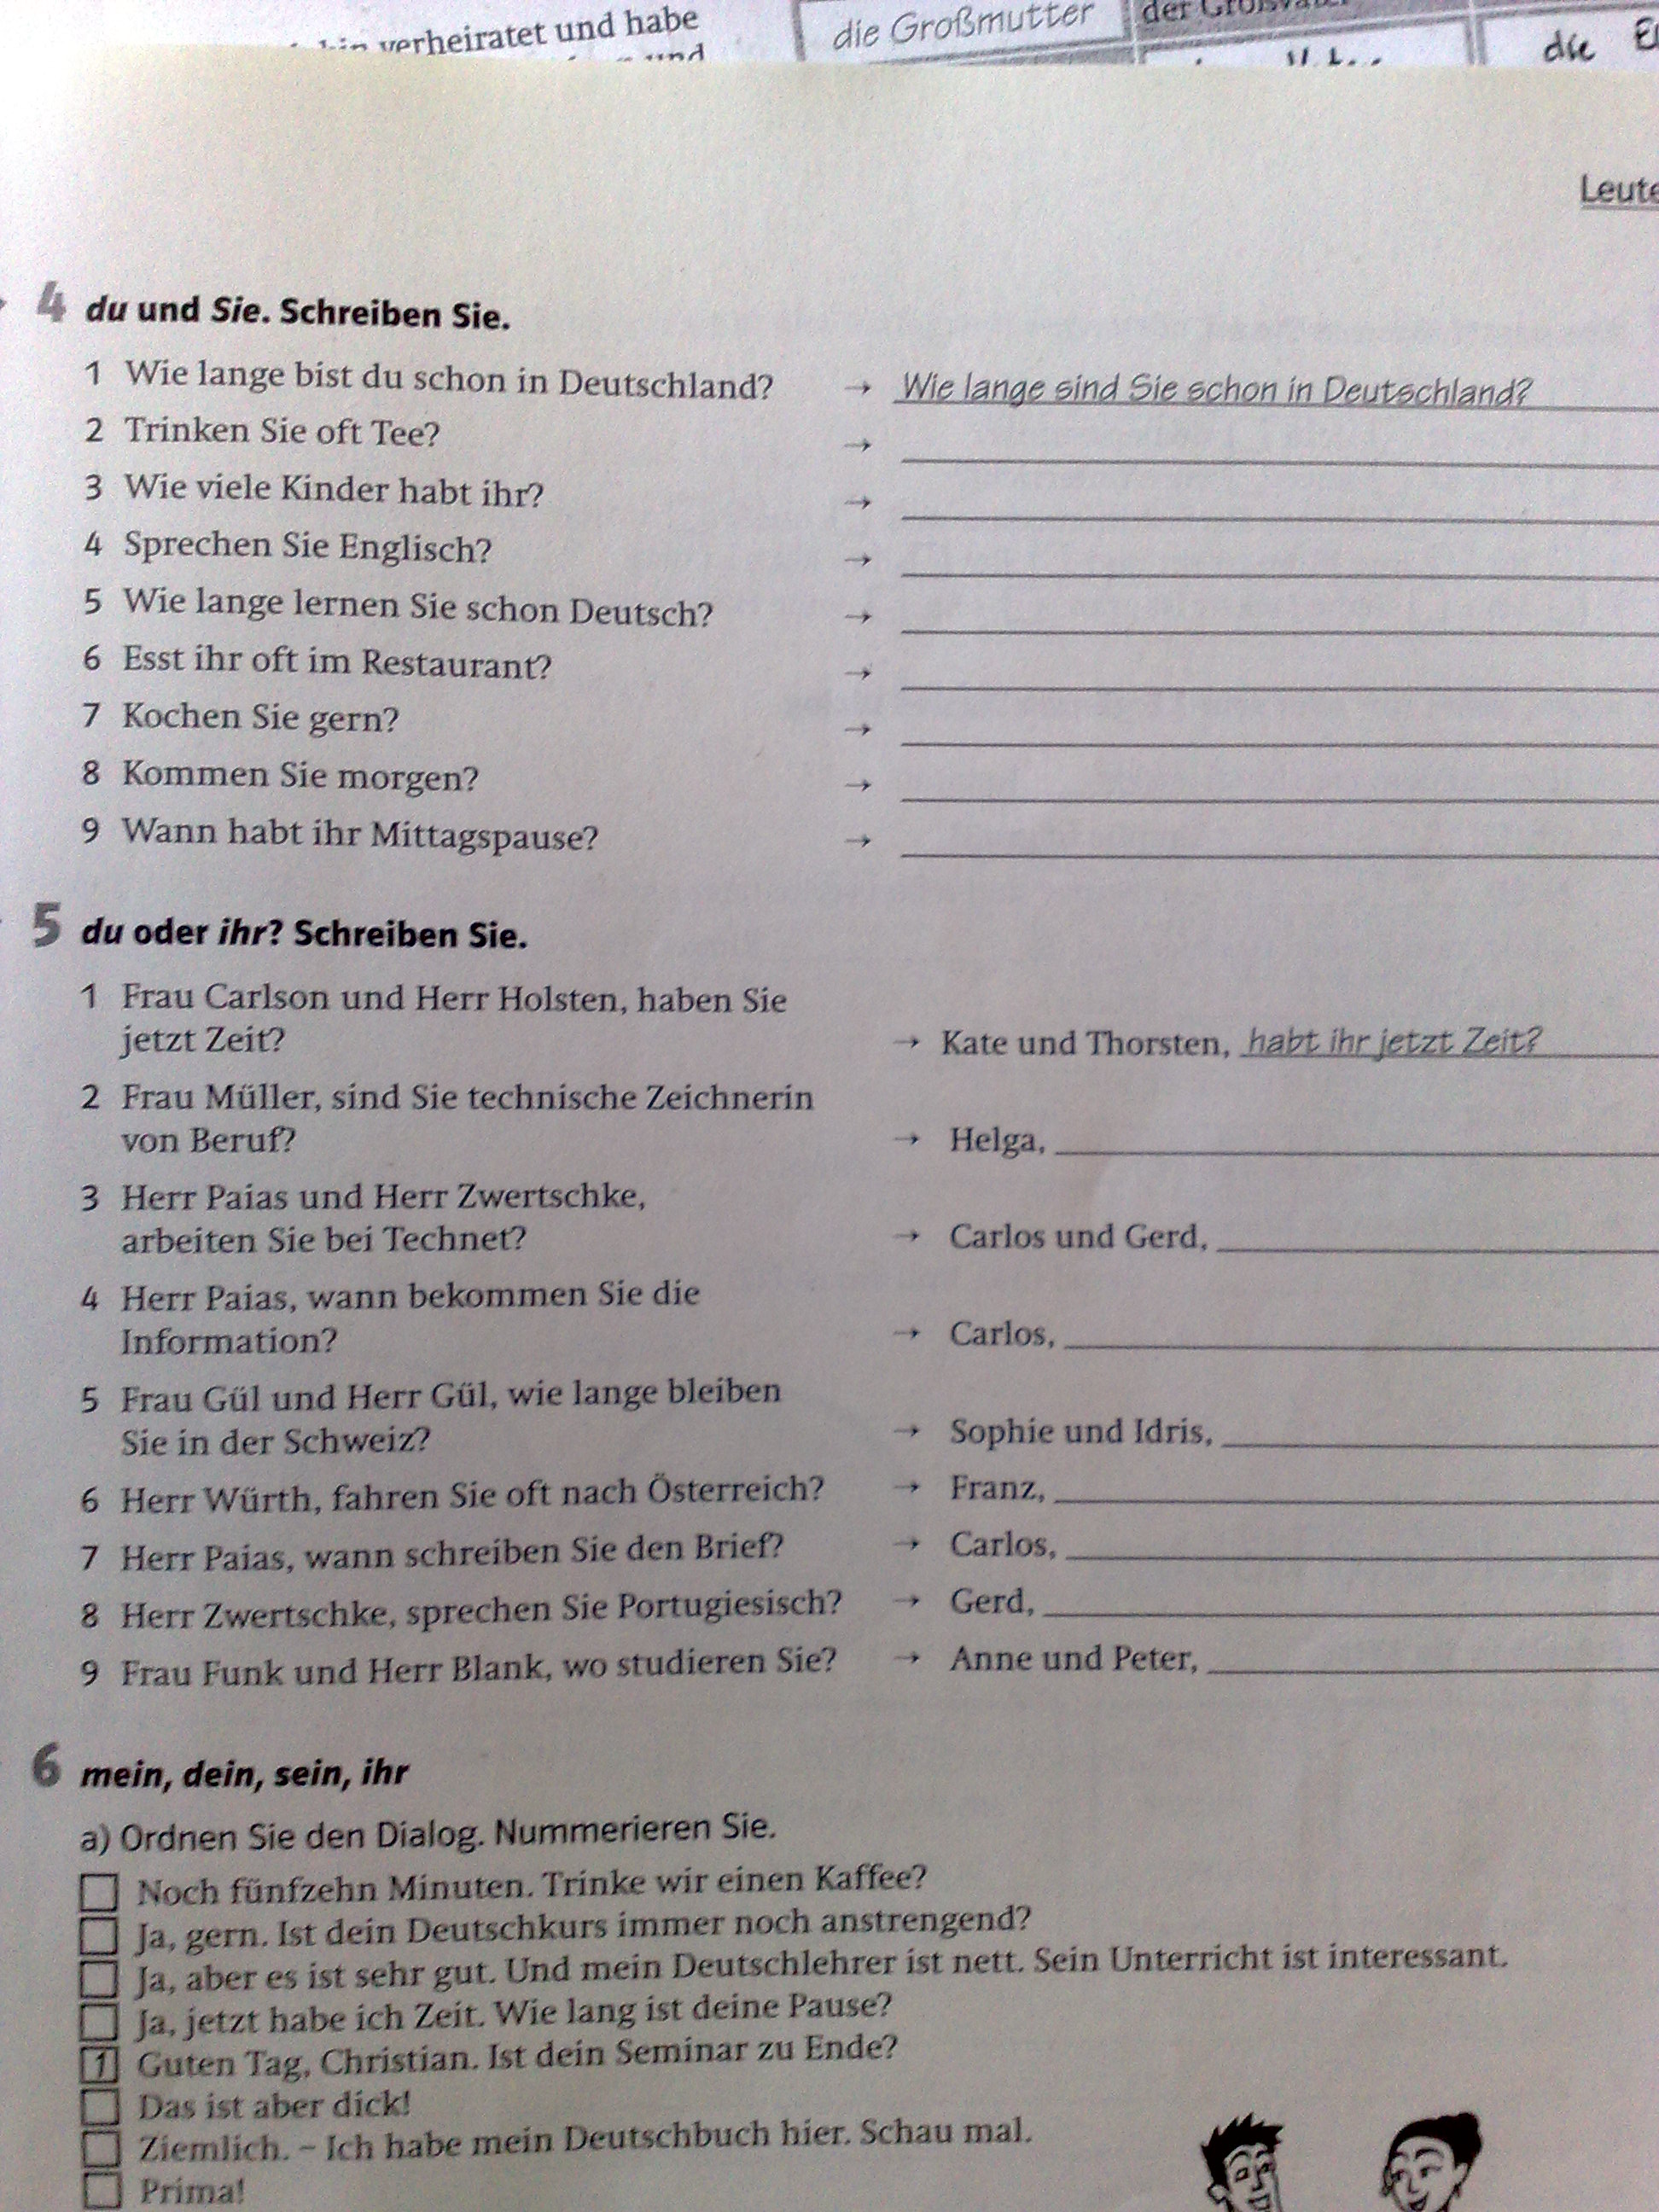 verheiratet und habe
und
die Großmutter
die
Leute
4 du und Sie. Schreiben Sie.
1 Wie lange bist du schon in Deutschland? → Wie lange sind Sie schon in Deutschland?
2 Trinken Sie oft Tee? →
3 Wie viele Kinder habt ihr? →
4 Sprechen Sie Englisch? →
5 Wie lange lernen Sie schon Deutsch? →
6 Esst ihr oft im Restaurant? →
7 Kochen Sie gern? →
8 Kommen Sie morgen? →
9 Wann habt ihr Mittagspause? →
5 du oder ihr? Schreiben Sie.
1 Frau Carlson und Herr Holsten, haben Sie
jetzt Zeit? → Kate und Thorsten, habt ihr jetzt Zeit?
2 Frau Müller, sind Sie technische Zeichnerin
von Beruf? → Helga,
3 Herr Paias und Herr Zwertschke,
arbeiten Sie bei Technet? → Carlos und Gerd,
4 Herr Paias, wann bekommen Sie die
Information? → Carlos,
5 Frau Gül und Herr Gül, wie lange bleiben
Sie in der Schweiz? → Sophie und Idris,
6 Herr Würth, fahren Sie oft nach Österreich? → Franz,
7 Herr Paias, wann schreiben Sie den Brief? → Carlos,
8 Herr Zwertschke, sprechen Sie Portugiesisch? → Gerd,
9 Frau Funk und Herr Blank, wo studieren Sie? → Anne und Peter,
6 mein, dein, sein, ihr
a) Ordnen Sie den Dialog. Nummerieren Sie.
Noch fünfzehn Minuten. Trinke wir einen Kaffee?
Ja, gern. Ist dein Deutschkurs immer noch anstrengend?
Ja, aber es ist sehr gut. Und mein Deutschlehrer ist nett. Sein Unterricht ist interessant.
Ja, jetzt habe ich Zeit. Wie lang ist deine Pause?
1 Guten Tag, Christian. Ist dein Seminar zu Ende?
Das ist aber dick!
Ziemlich. – Ich habe mein Deutschbuch hier. Schau mal.
Prima!